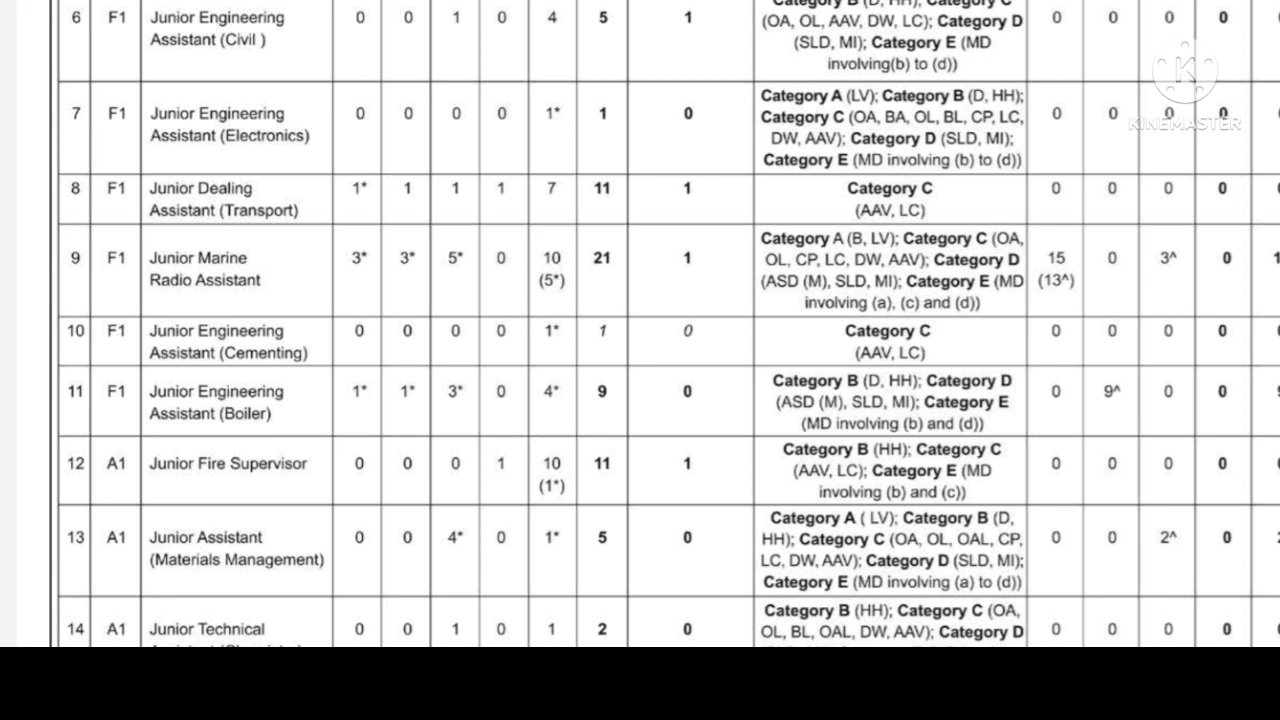 Category B (D, HH); Category C
6 F1 Junior Engineering 0 0 1 0 4 5 1 (OA, OL, AAV, DW, LC); Category D 0 0 0 0
Assistant (Civil ) (SLD, MI); Category E (MD
involving(b) to (d))
Category A (LV); Category B (D, HH);
7 F1 Junior Engineering 0 0 0 0 1* 1 0 Category C (OA, BA, OL, BL, CP, LC, 0 0 0 0
Assistant (Electronics) DW, AAV); Category D (SLD, MI);
Category E (MD involving (b) to (d))
8 F1 Junior Dealing 1* 1 1 1 7 11 1 Category C 0 0 0 0
Assistant (Transport) (AAV, LC)
Category A (B, LV); Category C (OA,
9 F1 Junior Marine 3* 3* 5* 0 10 21 1 OL, CP, LC, DW, AAV); Category D 15 0 3^ 0 1
Radio Assistant (5*) (ASD (M), SLD, MI); Category E (MD (13^)
involving (a), (c) and (d))
10 F1 Junior Engineering 0 0 0 0 1* 1 0 Category C 0 0 0 0
Assistant (Cementing) (AAV, LC)
11 F1 Junior Engineering 1* 1* 3* 0 4* 9 0 Category B (D, HH); Category D 0 9^ 0 0
Assistant (Boiler) (ASD (M), SLD, MI); Category E
(MD involving (b) and (d))
12 A1 Junior Fire Supervisor 0 0 0 1 10 11 1 Category B (HH); Category C 0 0 0 0
(1*) (AAV, LC); Category E (MD
involving (b) and (c))
Category A ( LV); Category B (D,
13 A1 Junior Assistant 0 0 4* 0 1* 5 0 HH); Category C (OA, OL, OAL, CP, 0 0 2^ 0 2
(Materials Management) LC, DW, AAV); Category D (SLD, MI);
Category E (MD involving (a) to (d))
Category B (HH); Category C (OA,
14 A1 Junior Technical 0 0 1 0 1 2 0 OL, BL, OAL, DW, AAV); Category D 0 0 0 0
KINEMASTER